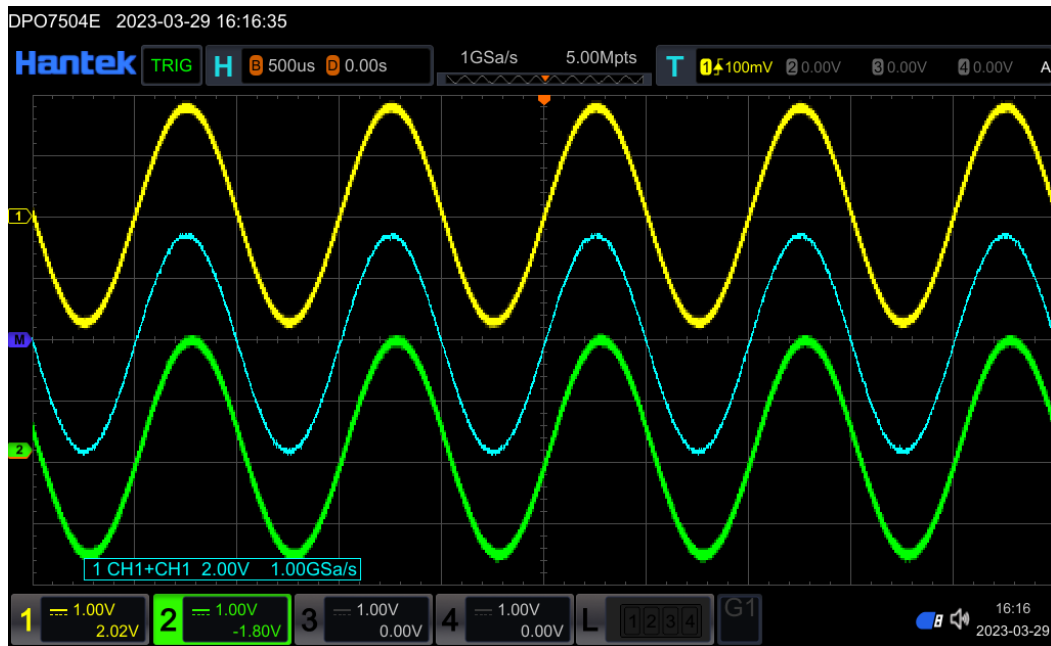 DPO7504E 2023-03-29 16:16:35
Hantek TRIG H B 500us D 0.00s 1GSa/s 5.00Mpts T 1 100mV 2 0.00V 3 0.00V 4 0.00V A
1
M
2
1 CH1+CH1 2.00V 1.00GSa/s
1 1.00V 2.02V 2 1.00V -1.80V 3 1.00V 0.00V 4 1.00V 0.00V L 1 2 3 4 G1 16:16
2023-03-29